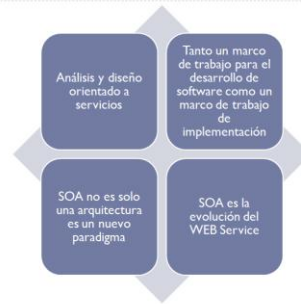 Análisis y diseño
orientado a
servicios
Tanto un marco
de trabajo para el
desarrollo de
software como un
marco de trabajo
de
implementación
SOA no es solo
una arquitectura
es un nuevo
paradigma
SOA es la
evolución del
WEB Service